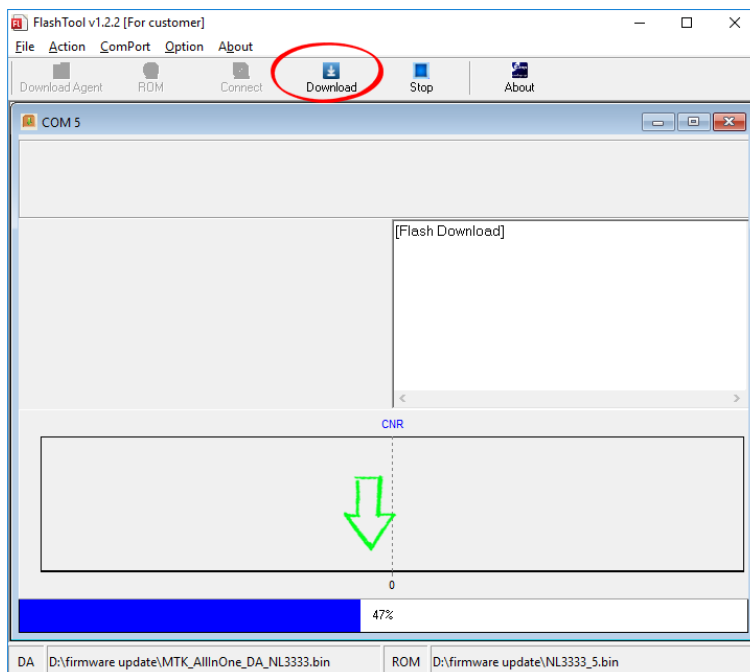 FlashTool v1.2.2 [For customer]
File Action ComPort Option About
Download Agent ROM Connect Download Stop About
COM 5
[Flash Download]
CNR
0
47%
DA D:\firmware update\MTK_AllInOne_DA_NL3333.bin ROM D:\firmware update\NL3333_5.bin